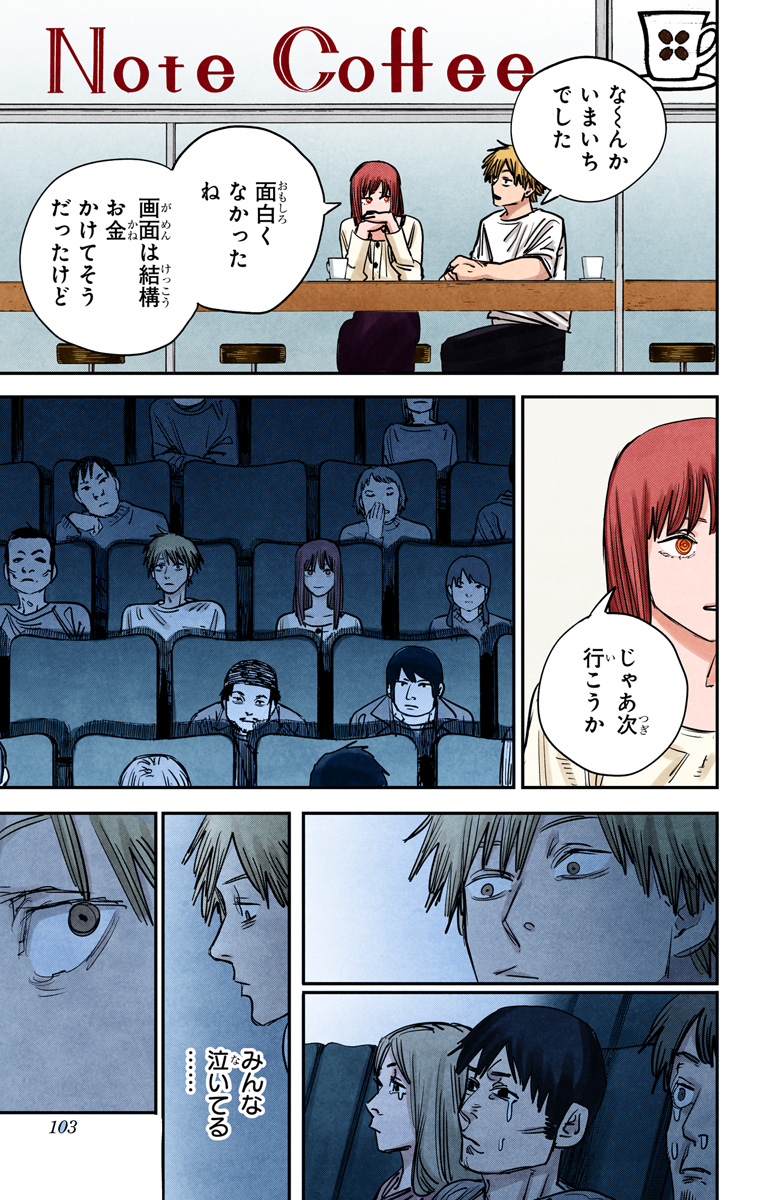 Note Coffee
な〜んか
いまいち
でした
面白く
なかった
ね
画面は結構
お金
かけてそう
だったけど
じゃあ次
行こうか
みんな
泣いてる
……
103